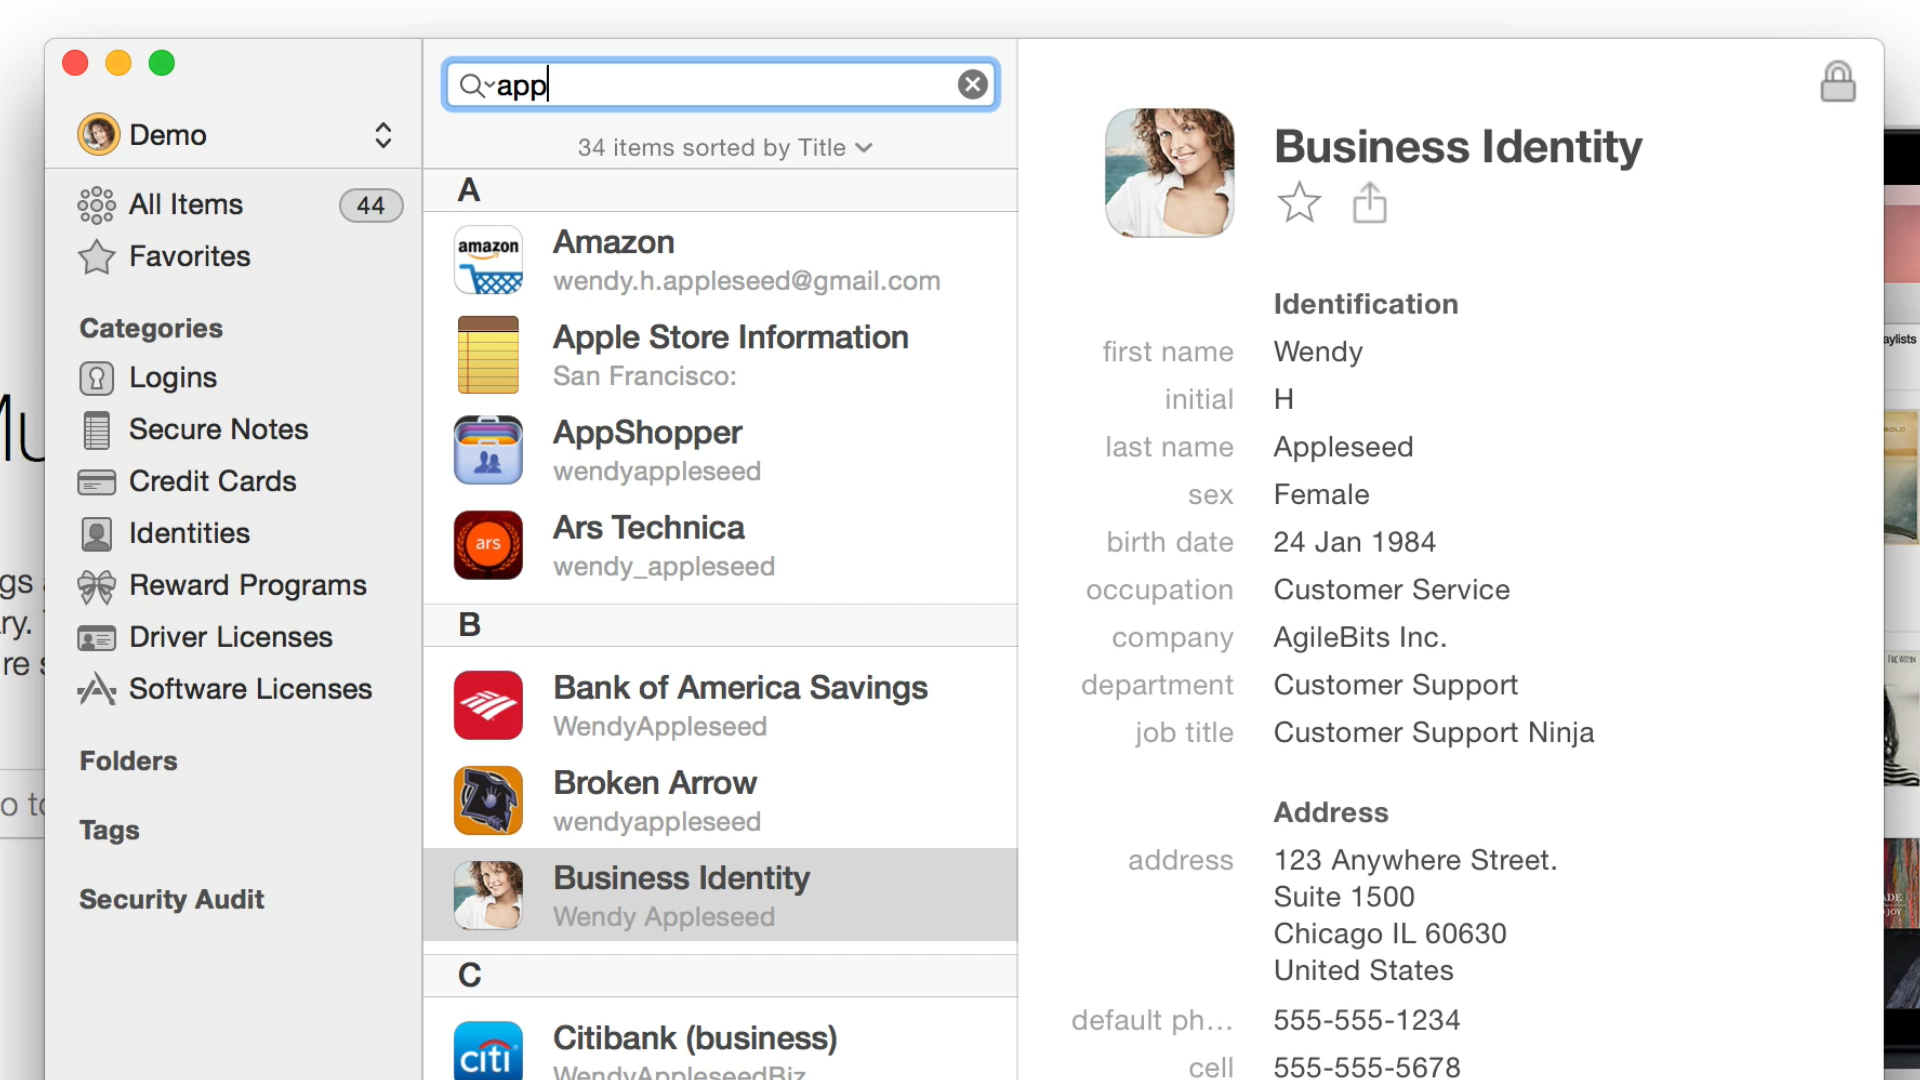 Demo
All Items 44
Favorites
Categories
Logins
Secure Notes
Credit Cards
Identities
Reward Programs
Driver Licenses
Software Licenses
Folders
Tags
Security Audit
app
34 items sorted by Title
A
amazon
Amazon
wendy.h.appleseed@gmail.com
Apple Store Information
San Francisco:
AppShopper
wendyappleseed
ars
Ars Technica
wendy_appleseed
B
Bank of America Savings
WendyAppleseed
Broken Arrow
wendyappleseed
Business Identity
Wendy Appleseed
C
citi
Citibank (business)
WendyAppleseedBiz
Business Identity
Identification
first name Wendy
initial H
last name Appleseed
sex Female
birth date 24 Jan 1984
occupation Customer Service
company AgileBits Inc.
department Customer Support
job title Customer Support Ninja
Address
address 123 Anywhere Street.
Suite 1500
Chicago IL 60630
United States
default ph... 555-555-1234
cell 555-555-5678
aylists